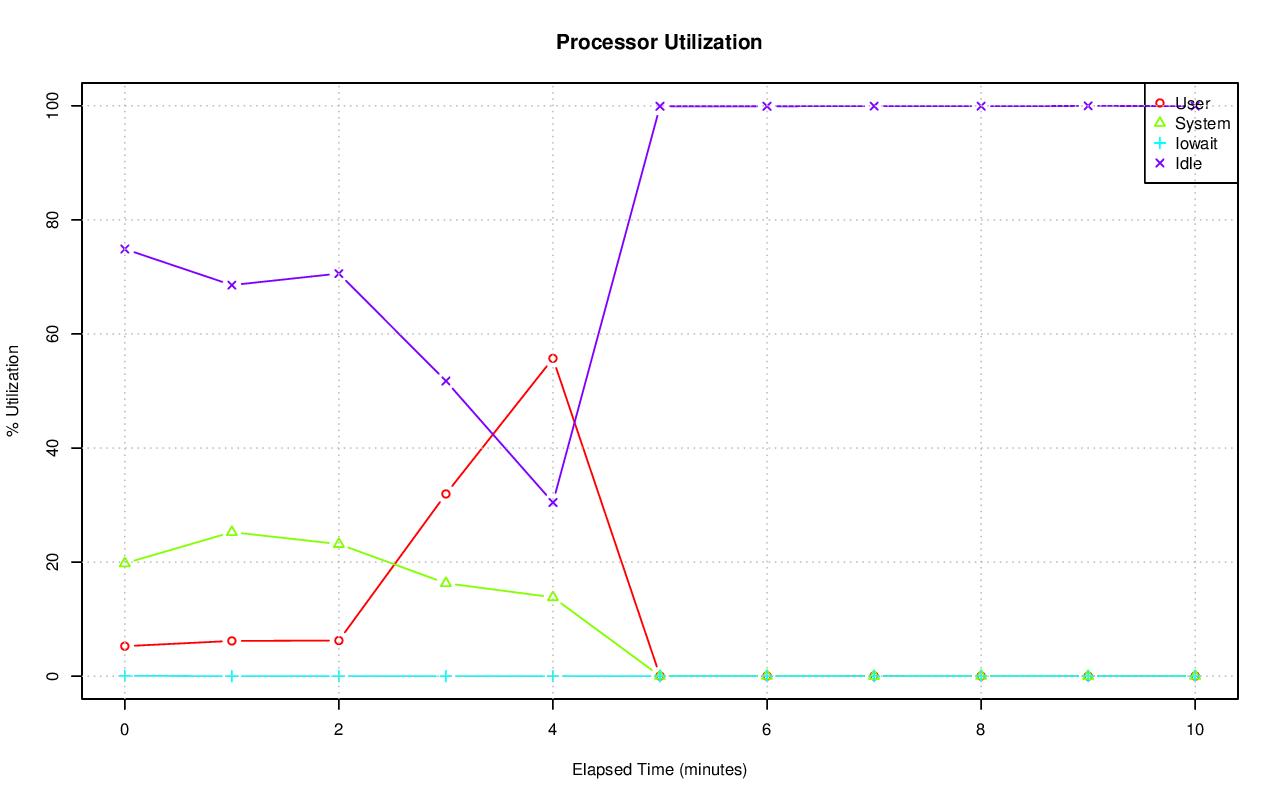 Processor Utilization
100
80
60
40
20
0
% Utilization
User
System
Iowait
Idle
0 2 4 6 8 10
Elapsed Time (minutes)